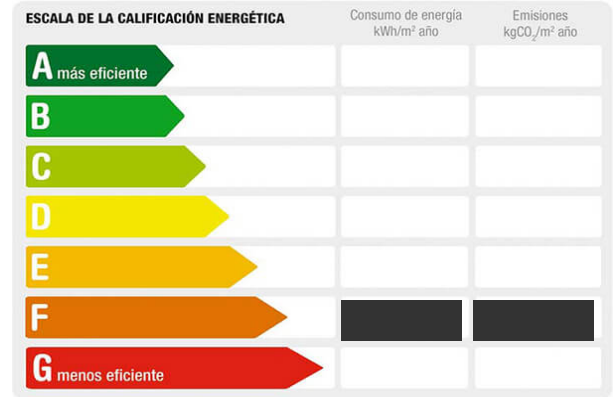 ESCALA DE LA CALIFICACIÓN ENERGÉTICA
Consumo de energía
kWh/m² año
Emisiones
kgCO₂/m² año
A más eficiente
B
C
D
E
F
G menos eficiente